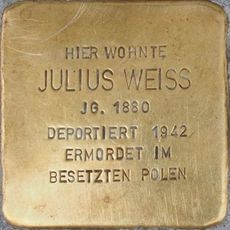 HIER WOHNTE
JULIUS WEISS
JG. 1880
DEPORTIERT 1942
ERMORDET IM
BESETZTEN POLEN